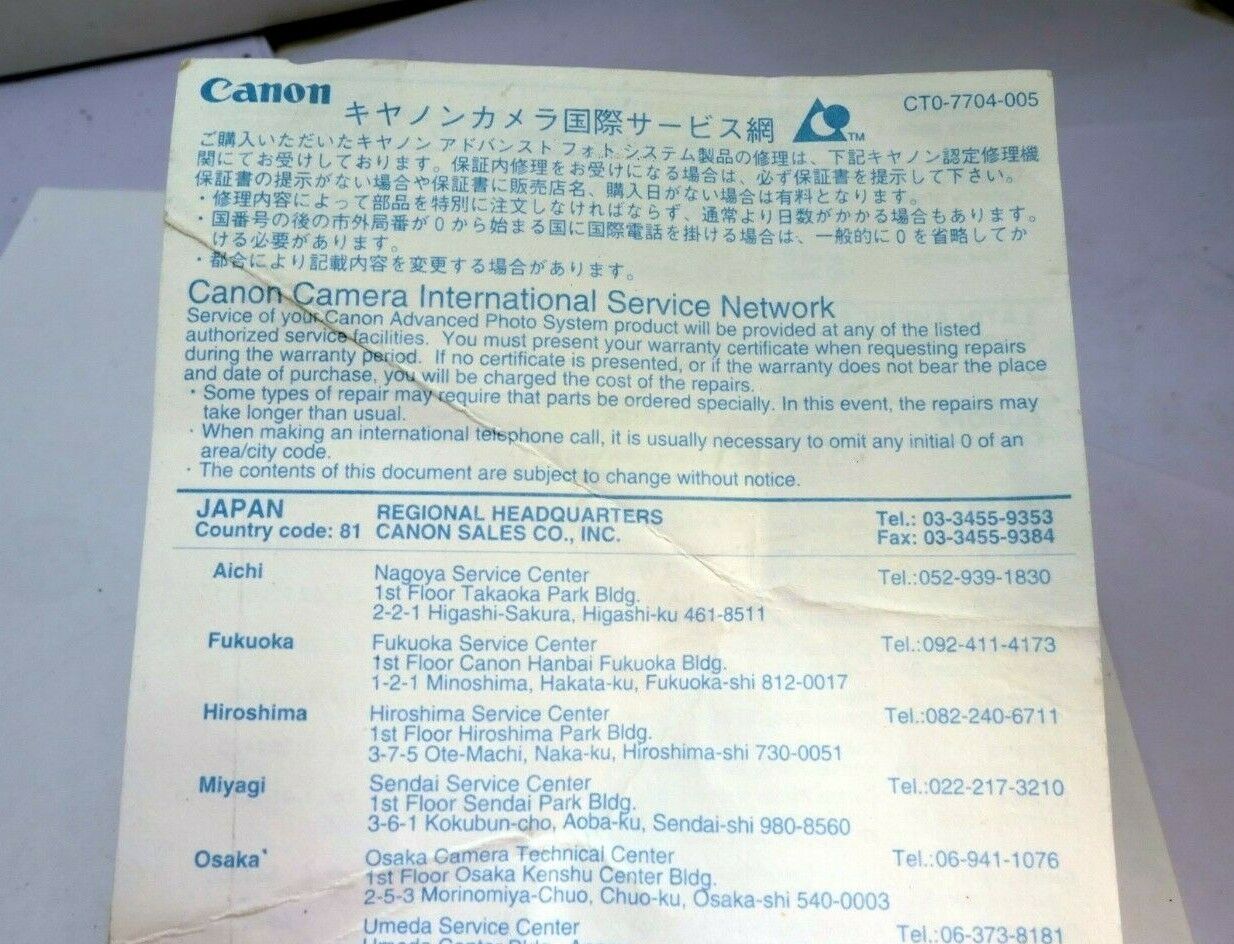 Canon
キヤノンカメラ国際サービス網
TM
CT0-7704-005
ご購入いただいたキヤノン アドバンスト フォト システム製品の修理は、下記キヤノン認定修理機
関にてお受けしております。保証内修理をお受けになる場合は、必ず保証書を提示して下さい。
保証書の提示がない場合や保証書に販売店名、購入日がない場合は有料となります。
・修理内容によって部品を特別に注文しなければならず、通常より日数がかかる場合もあります。
・国番号の後の市外局番が0から始まる国に国際電話を掛ける場合は、一般的に0を省略してか
ける必要があります。
・都合により記載内容を変更する場合があります。
Canon Camera International Service Network
Service of your Canon Advanced Photo System product will be provided at any of the listed
authorized service facilities. You must present your warranty certificate when requesting repairs
during the warranty period. If no certificate is presented, or if the warranty does not bear the place
and date of purchase, you will be charged the cost of the repairs.
· Some types of repair may require that parts be ordered specially. In this event, the repairs may
take longer than usual.
· When making an international telephone call, it is usually necessary to omit any initial 0 of an
area/city code.
· The contents of this document are subject to change without notice.
JAPAN REGIONAL HEADQUARTERS Tel.: 03-3455-9353
Country code: 81 CANON SALES CO., INC. Fax: 03-3455-9384
Aichi Nagoya Service Center Tel.:052-939-1830
1st Floor Takaoka Park Bldg.
2-2-1 Higashi-Sakura, Higashi-ku 461-8511
Fukuoka Fukuoka Service Center Tel.:092-411-4173
1st Floor Canon Hanbai Fukuoka Bldg.
1-2-1 Minoshima, Hakata-ku, Fukuoka-shi 812-0017
Hiroshima Hiroshima Service Center Tel.:082-240-6711
1st Floor Hiroshima Park Bldg.
3-7-5 Ote-Machi, Naka-ku, Hiroshima-shi 730-0051
Miyagi Sendai Service Center Tel.:022-217-3210
1st Floor Sendai Park Bldg.
3-6-1 Kokubun-cho, Aoba-ku, Sendai-shi 980-8560
Osaka Osaka Camera Technical Center Tel.:06-941-1076
1st Floor Osaka Kenshu Center Bldg.
2-5-3 Morinomiya-Chuo, Chuo-ku, Osaka-shi 540-0003
Umeda Service Center Tel.:06-373-8181